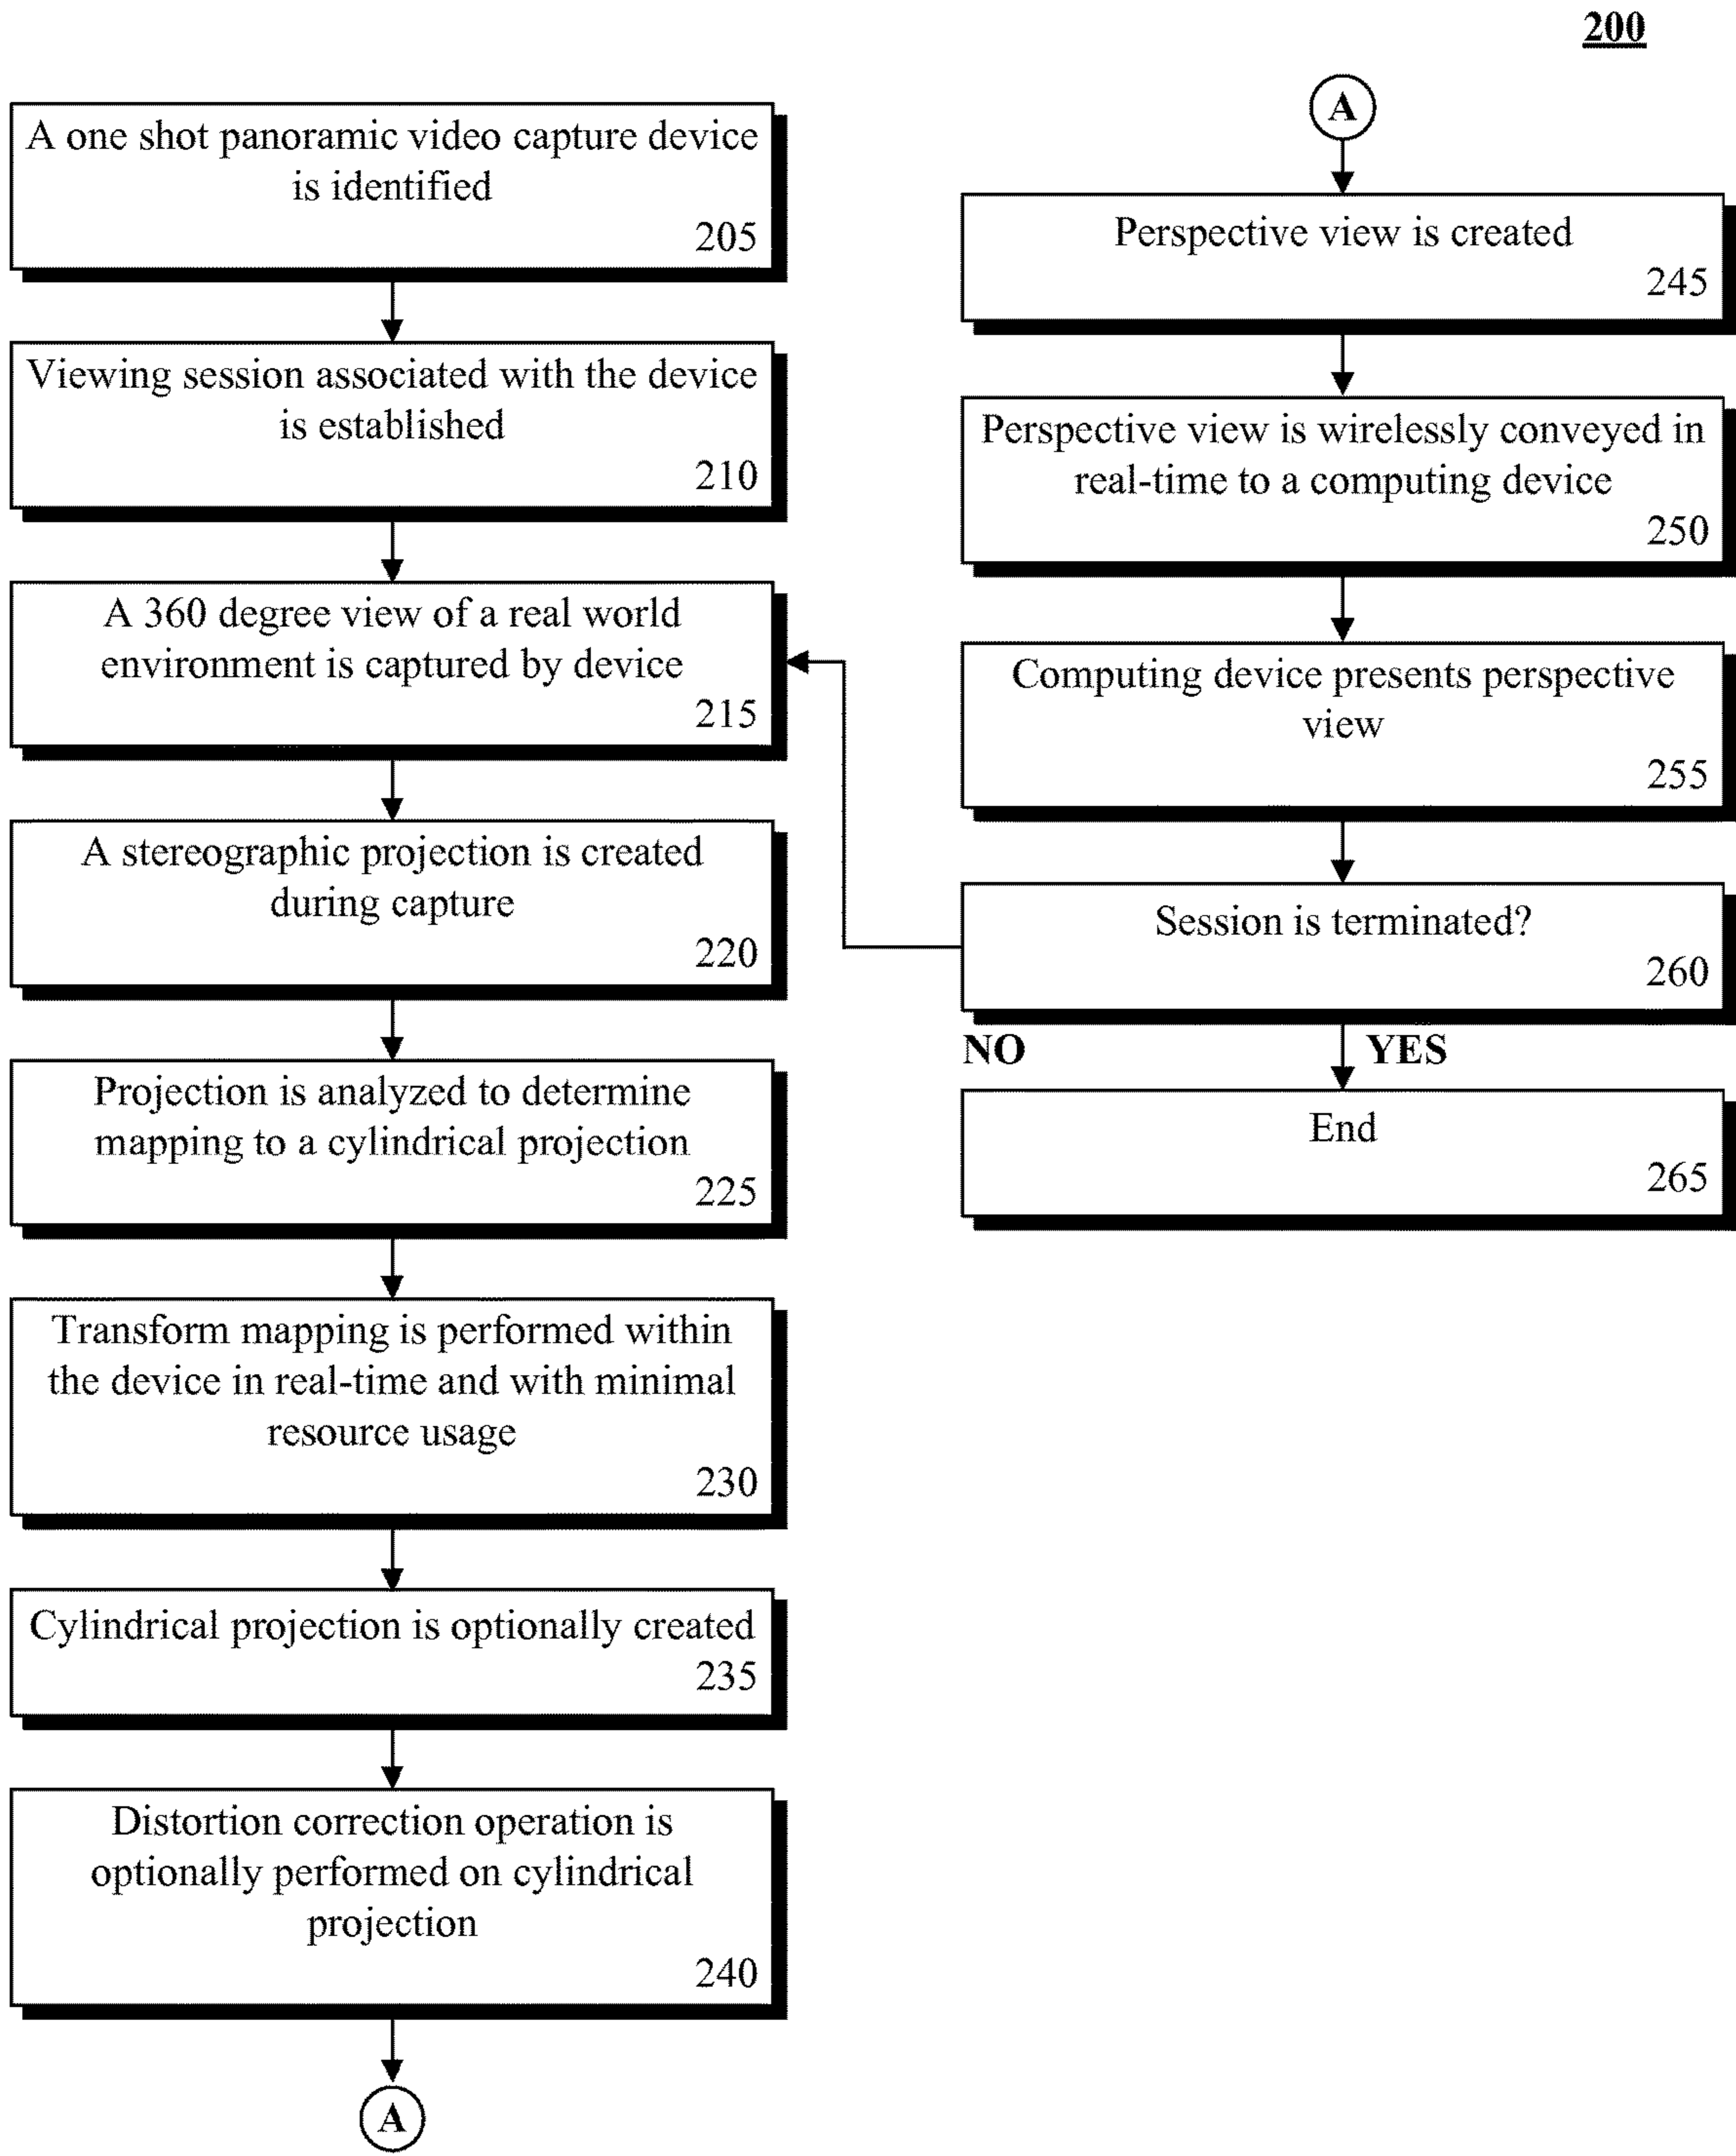 200
A one shot panoramic video capture device
is identified
205
Viewing session associated with the device
is established
210
A 360 degree view of a real world
environment is captured by device
215
A stereographic projection is created
during capture
220
Projection is analyzed to determine
mapping to a cylindrical projection
225
Transform mapping is performed within
the device in real-time and with minimal
resource usage
230
Cylindrical projection is optionally created
235
Distortion correction operation is
optionally performed on cylindrical
projection
240
A
A
Perspective view is created
245
Perspective view is wirelessly conveyed in
real-time to a computing device
250
Computing device presents perspective
view
255
Session is terminated?
260
NO
YES
End
265